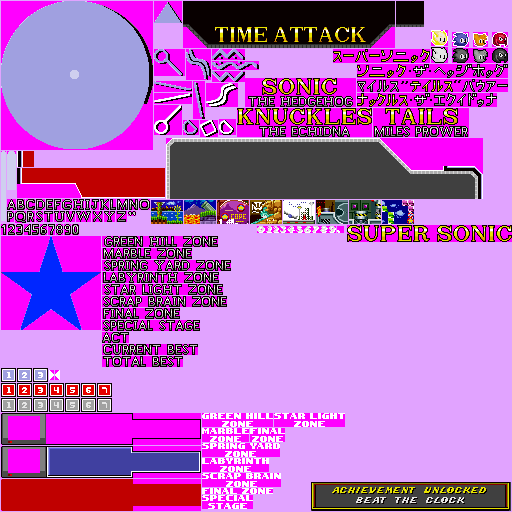 TIME ATTACK
スーパーソニック
ソニック・ザ・ヘッジホッグ
SONIC
THE HEDGEHOG
マイルス"テイルス"パウアー
ナックルス・ザ・エクィドゥナ
KNUCKLES TAILS
THE ECHIDNA MILES PROWER
ABCDEFGHIJKLMNO
PQRSTUVWXYZ"
1234567890
SUPER SONIC
GREEN HILL ZONE
MARBLE ZONE
SPRING YARD ZONE
LABYRINTH ZONE
STAR LIGHT ZONE
SCRAP BRAIN ZONE
FINAL ZONE
SPECIAL STAGE
ACT
CURRENT BEST
TOTAL BEST
1 2 3
1 2 3 4 5 6 7
1 2 3 4 5 6 7
GREEN HILL STAR LIGHT
ZONE ZONE
MARBLE FINAL
ZONE ZONE
SPRING YARD
ZONE
LABYRINTH
ZONE
SCRAP BRAIN
ZONE
FINAL ZONE
SPECIAL
STAGE
ACHIEVEMENT UNLOCKED
BEAT THE CLOCK